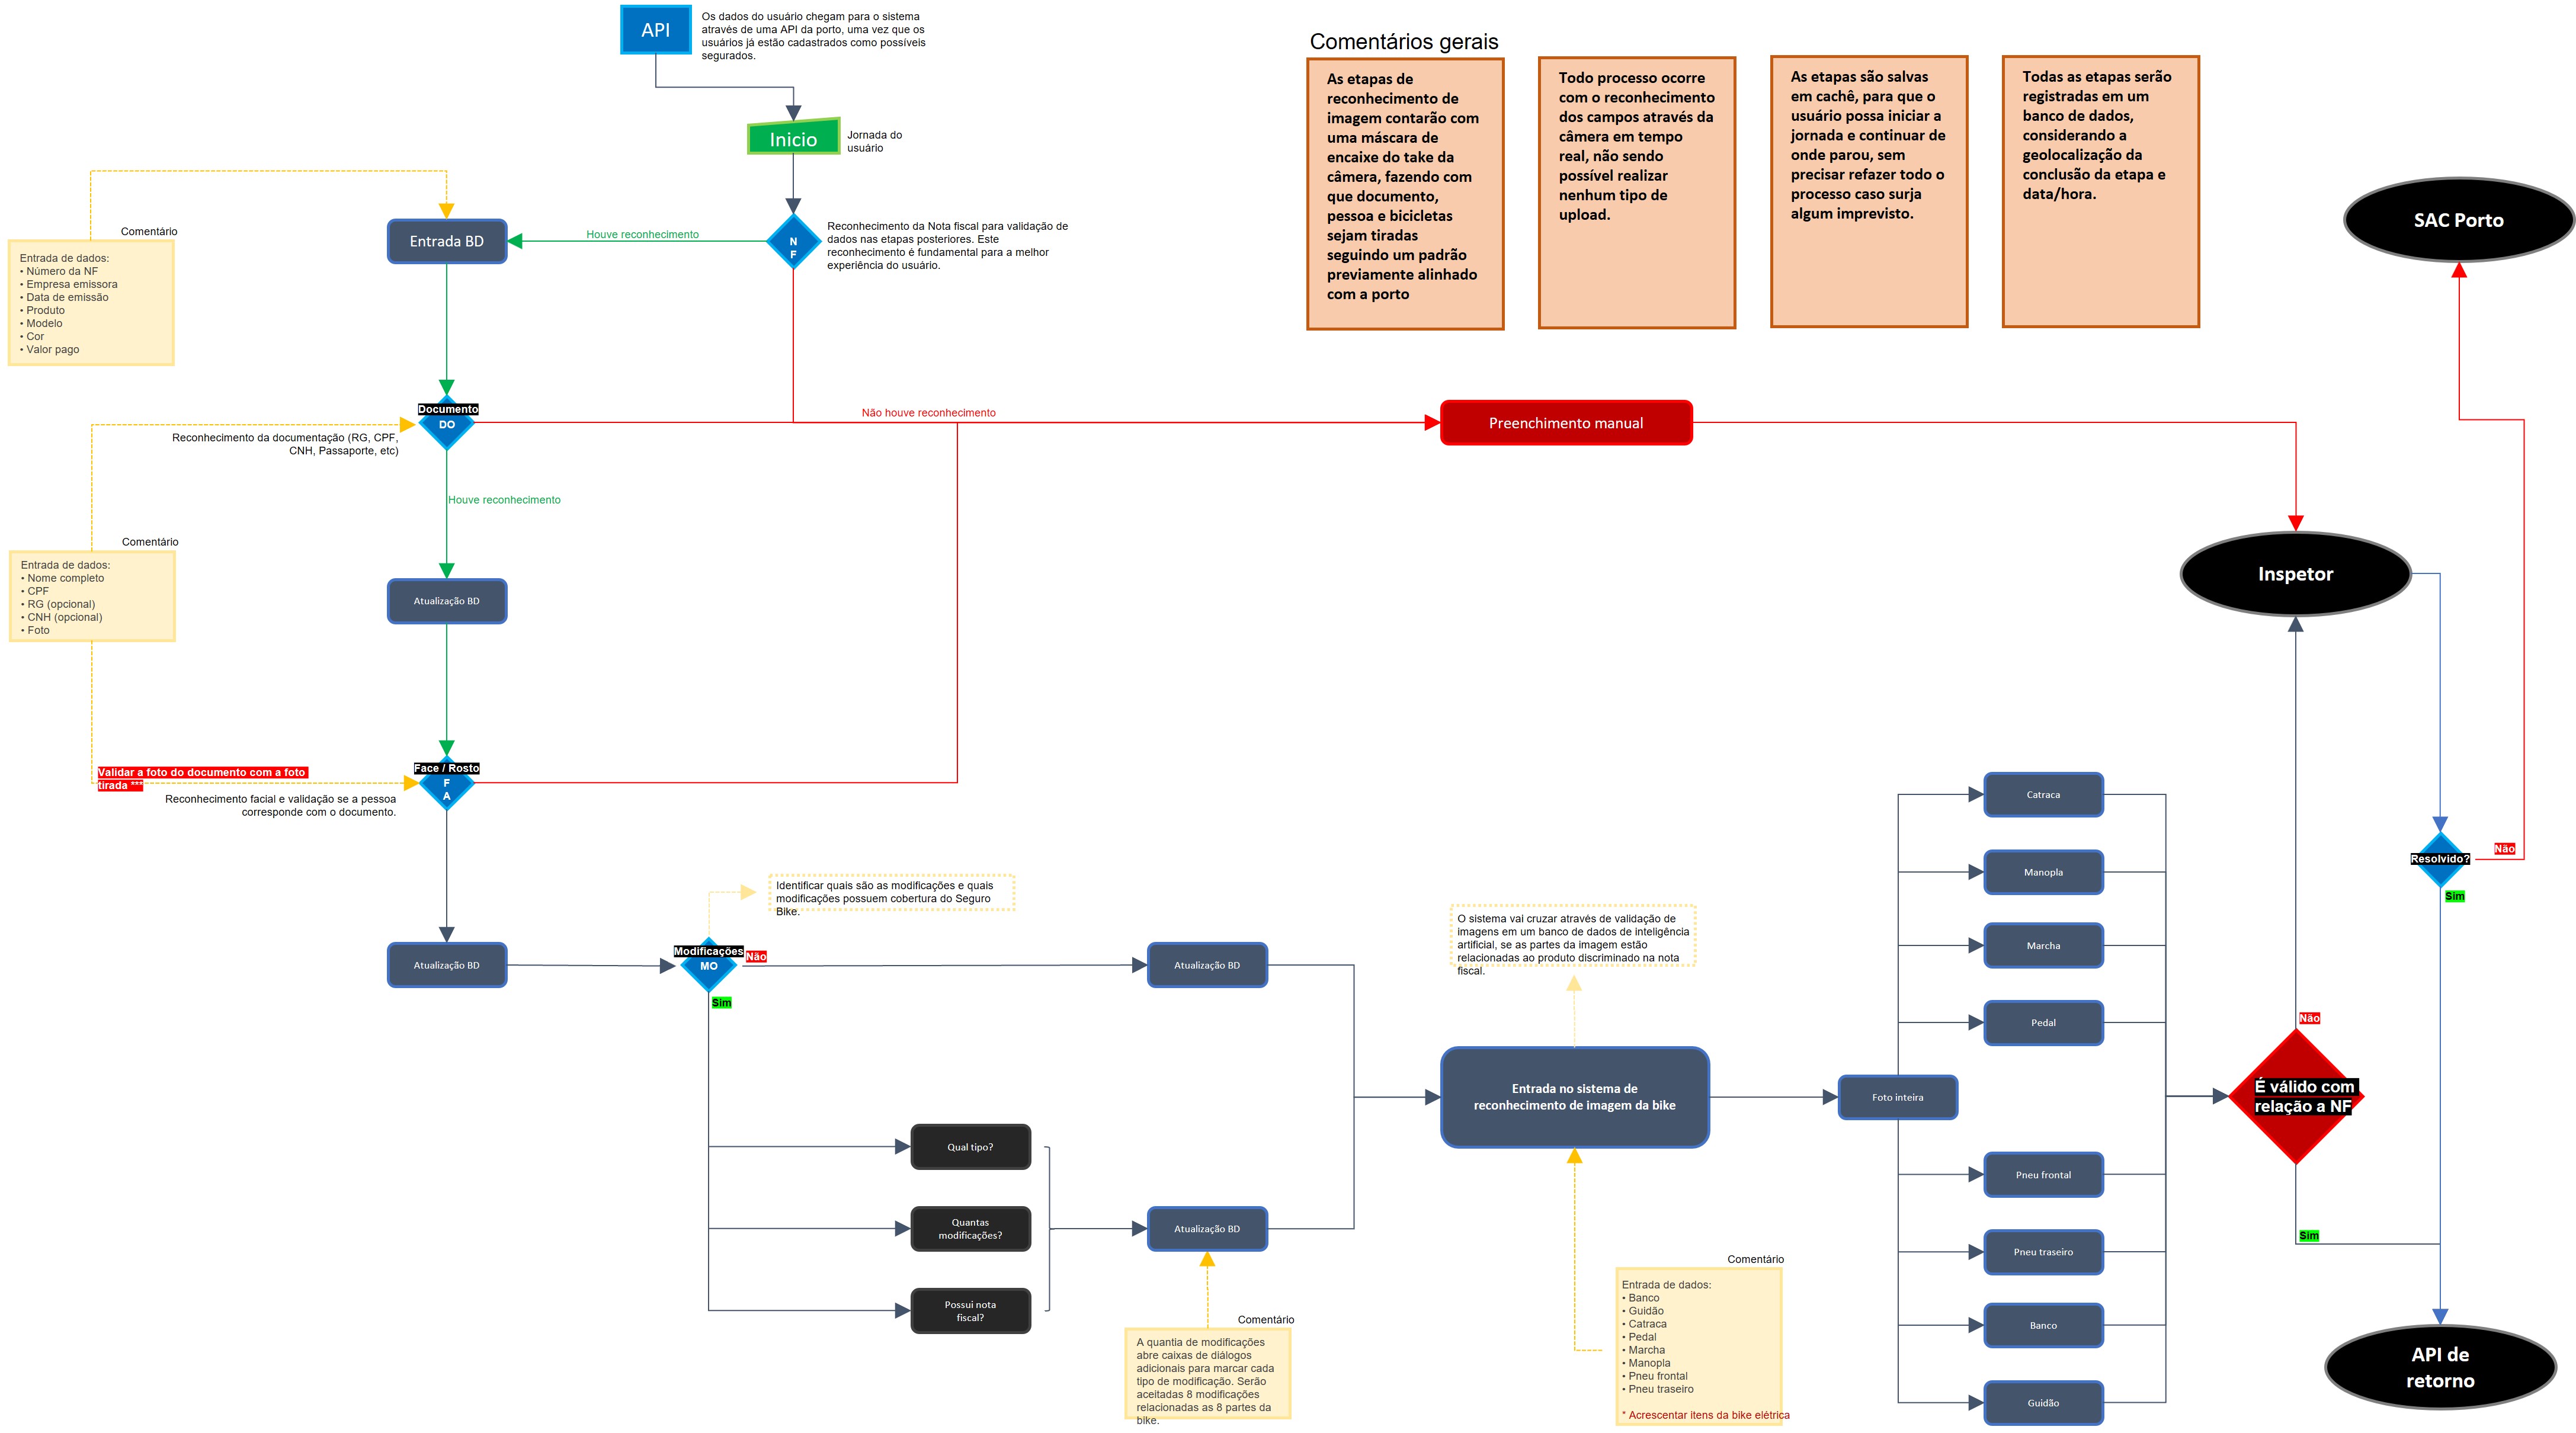 API
Os dados do usuário chegam para o sistema
através de uma API da porto, uma vez que os
usuários já estão cadastrados como possíveis
segurados.
Inicio
Jornada do
usuário
Comentários gerais
As etapas de
reconhecimento de
imagem contarão com
uma máscara de
encaixe do take da
câmera, fazendo com
que documento,
pessoa e bicicletas
sejam tiradas
seguindo um padrão
previamente alinhado
com a porto
Todo processo ocorre
com o reconhecimento
dos campos através da
câmera em tempo
real, não sendo
possível realizar
nenhum tipo de
upload.
As etapas são salvas
em cachê, para que o
usuário possa iniciar a
jornada e continuar de
onde parou, sem
precisar refazer todo o
processo caso surja
algum imprevisto.
Todas as etapas serão
registradas em um
banco de dados,
considerando a
geolocalização da
conclusão da etapa e
data/hora.
SAC Porto
N
F
Reconhecimento da Nota fiscal para validação de
dados nas etapas posteriores. Este
reconhecimento é fundamental para a melhor
experiência do usuário.
Houve reconhecimento
Entrada BD
Comentário
Entrada de dados:
• Número da NF
• Empresa emissora
• Data de emissão
• Produto
• Modelo
• Cor
• Valor pago
Documento
DO
Reconhecimento da documentação (RG, CPF,
CNH, Passaporte, etc)
Não houve reconhecimento
Preenchimento manual
Houve reconhecimento
Comentário
Entrada de dados:
• Nome completo
• CPF
• RG (opcional)
• CNH (opcional)
• Foto
Atualização BD
Inspetor
Face / Rosto
F
A
Validar a foto do documento com a foto
tirada ***
Reconhecimento facial e validação se a pessoa
corresponde com o documento.
Atualização BD
Modificações
MO
Não
Sim
Identificar quais são as modificações e quais
modificações possuem cobertura do Seguro
Bike.
Atualização BD
Qual tipo?
Quantas
modificações?
Possui nota
fiscal?
Atualização BD
Comentário
A quantia de modificações
abre caixas de diálogos
adicionais para marcar cada
tipo de modificação. Serão
aceitadas 8 modificações
relacionadas as 8 partes da
bike.
O sistema vai cruzar através de validação de
imagens em um banco de dados de inteligência
artificial, se as partes da imagem estão
relacionadas ao produto discriminado na nota
fiscal.
Entrada no sistema de
reconhecimento de imagem da bike
Comentário
Entrada de dados:
• Banco
• Guidão
• Catraca
• Pedal
• Marcha
• Manopla
• Pneu frontal
• Pneu traseiro
* Acrescentar itens da bike elétrica
Foto inteira
Catraca
Manopla
Marcha
Pedal
Pneu frontal
Pneu traseiro
Banco
Guidão
É válido com
relação a NF
Não
Sim
Resolvido?
Não
Sim
API de
retorno